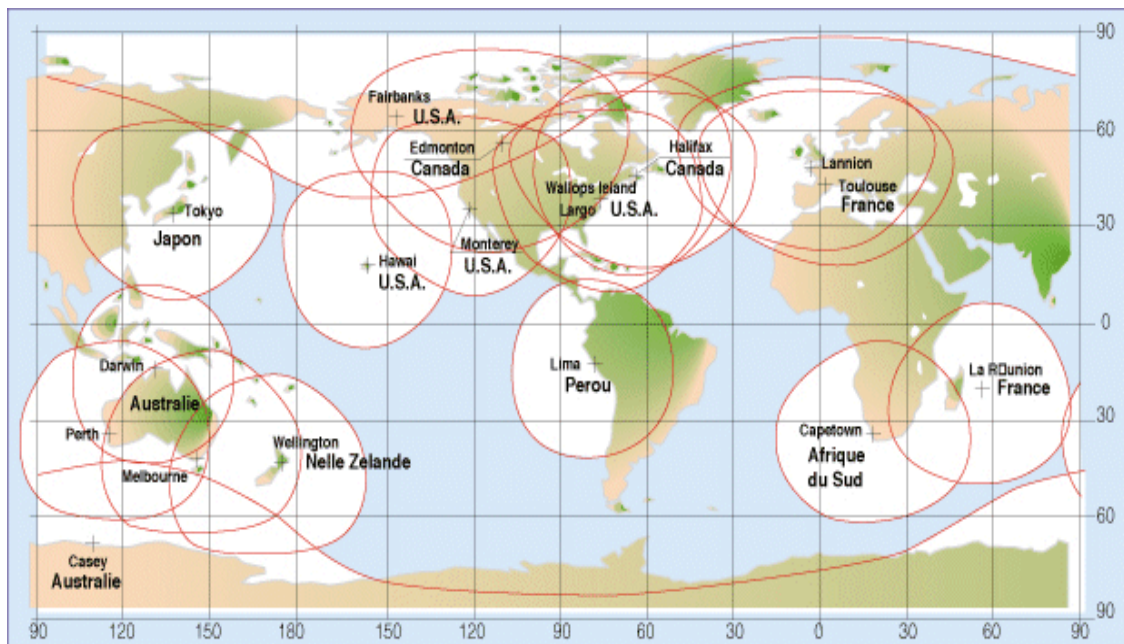 90
Fairbanks
U.S.A.
60
Edmonton
Canada
Halifax
Canada
Lannion
Toulouse
France
Wallops Island
Largo U.S.A.
Tokyo
Japon
30
Monterey
U.S.A.
Hawai
U.S.A.
0
Darwin
Lima
Perou
La R□union
France
Australie
30
Perth
Capetown
Afrique
du Sud
Wellington
Nelle Zelande
Melbourne
60
Casey
Australie
90
90 120 150 180 150 120 90 60 30 0 30 60 90